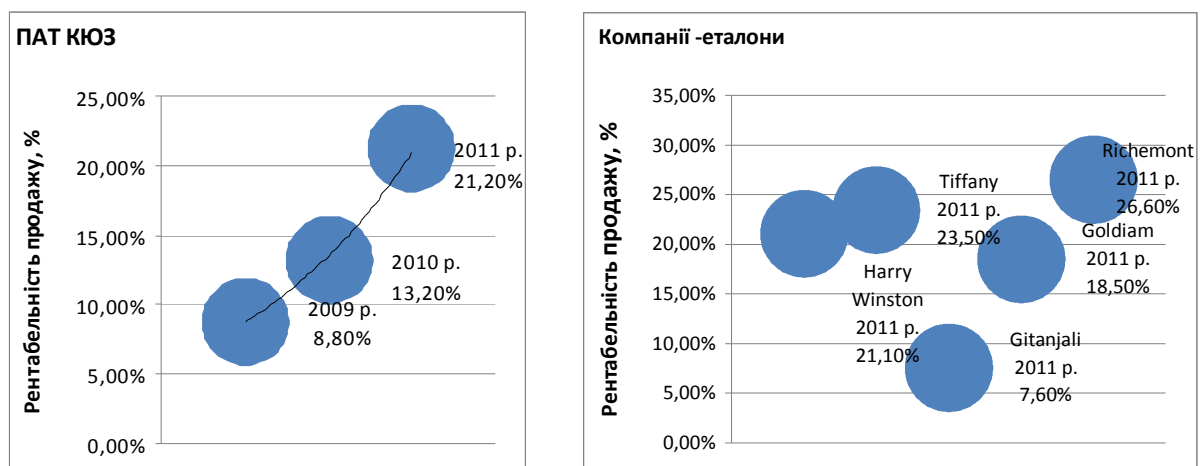 ПАТ КЮЗ
Рентабельність продажу, %
25,00%
20,00%
15,00%
10,00%
5,00%
0,00%
2011 р.
21,20%
2010 р.
13,20%
2009 р.
8,80%
Компанії -еталони
Рентабельність продажу, %
35,00%
30,00%
25,00%
20,00%
15,00%
10,00%
5,00%
0,00%
Richemont
2011 р.
26,60%
Tiffany
2011 р.
23,50%
Goldiam
2011 р.
18,50%
Harry
Winston
2011 р.
21,10%
Gitanjali
2011 р.
7,60%